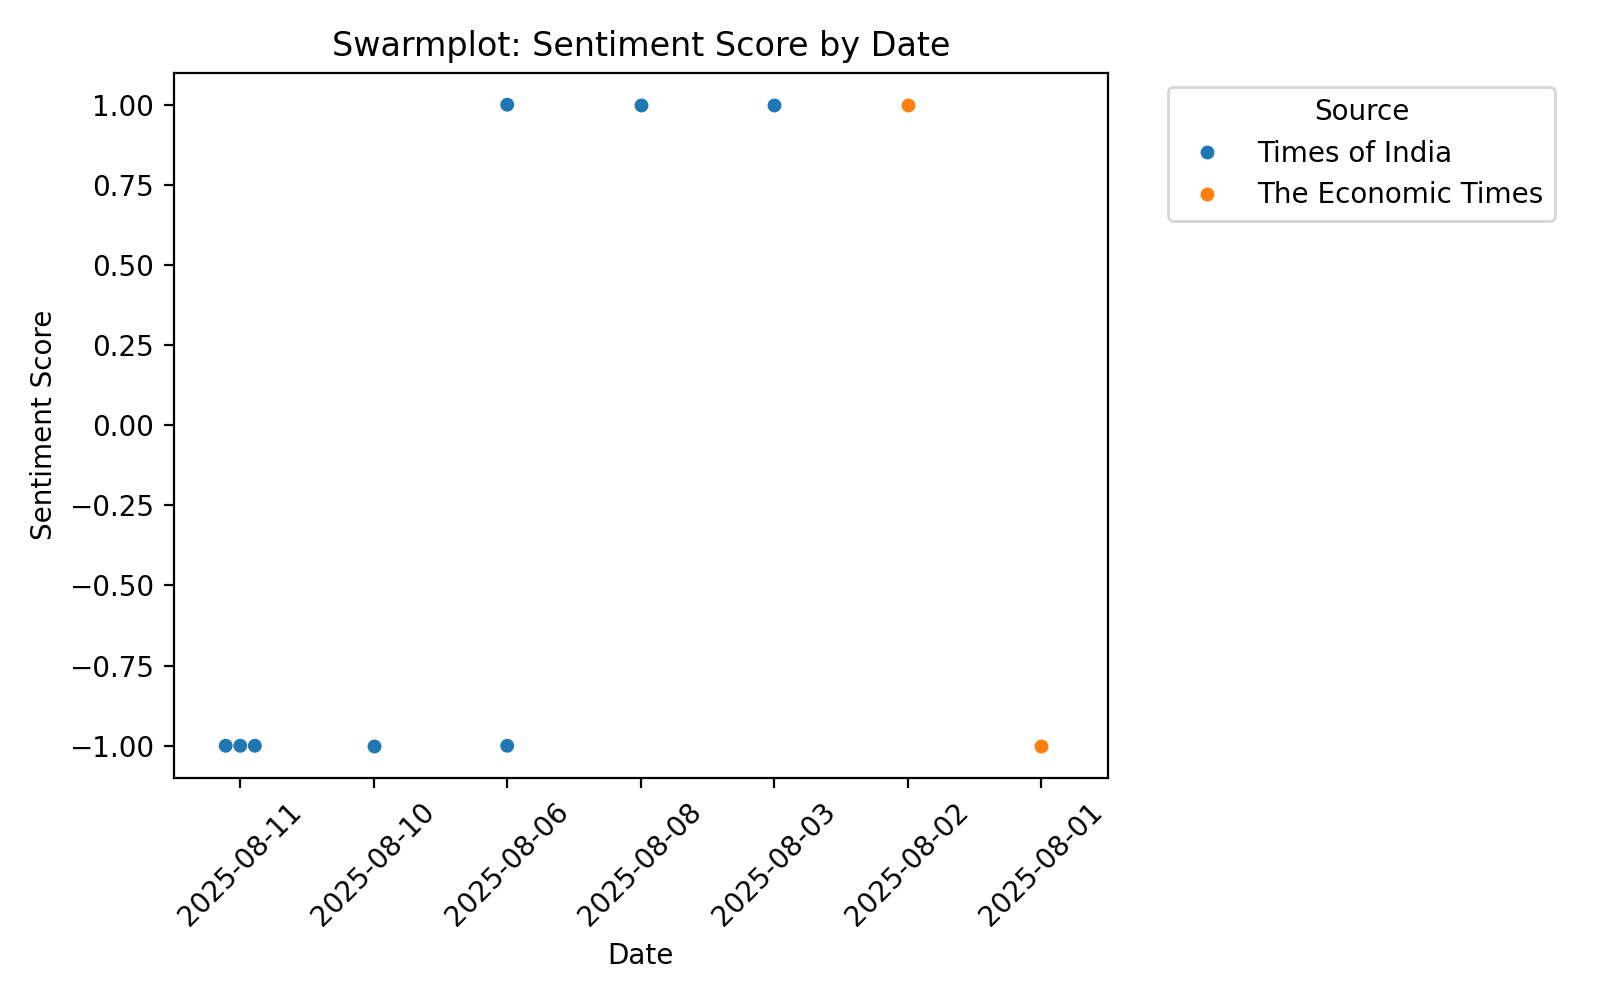 Swarmplot: Sentiment Score by Date
Source
Times of India
The Economic Times
Sentiment Score
1.00
0.75
0.50
0.25
0.00
−0.25
−0.50
−0.75
−1.00
2025-08-11
2025-08-10
2025-08-06
2025-08-08
2025-08-03
2025-08-02
2025-08-01
Date